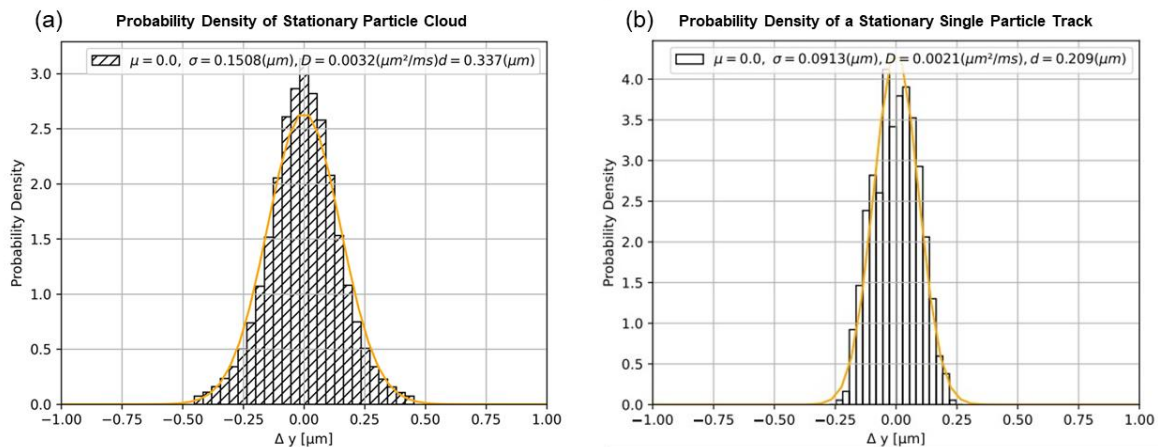 (a) Probability Density of Stationary Particle Cloud
μ = 0.0, σ = 0.1508(μm), D = 0.0032(μm²/ms)d = 0.337(μm)
Probability Density
3.0
2.5
2.0
1.5
1.0
0.5
0.0
−1.00 −0.75 −0.50 −0.25 0.00 0.25 0.50 0.75 1.00
Δ y [μm]
(b) Probability Density of a Stationary Single Particle Track
μ = 0.0, σ = 0.0913(μm), D = 0.0021(μm²/ms), d = 0.209(μm)
Probability Density
4.0
3.5
3.0
2.5
2.0
1.5
1.0
0.5
0.0
−1.00 −0.75 −0.50 −0.25 0.00 0.25 0.50 0.75 1.00
Δ y [μm]